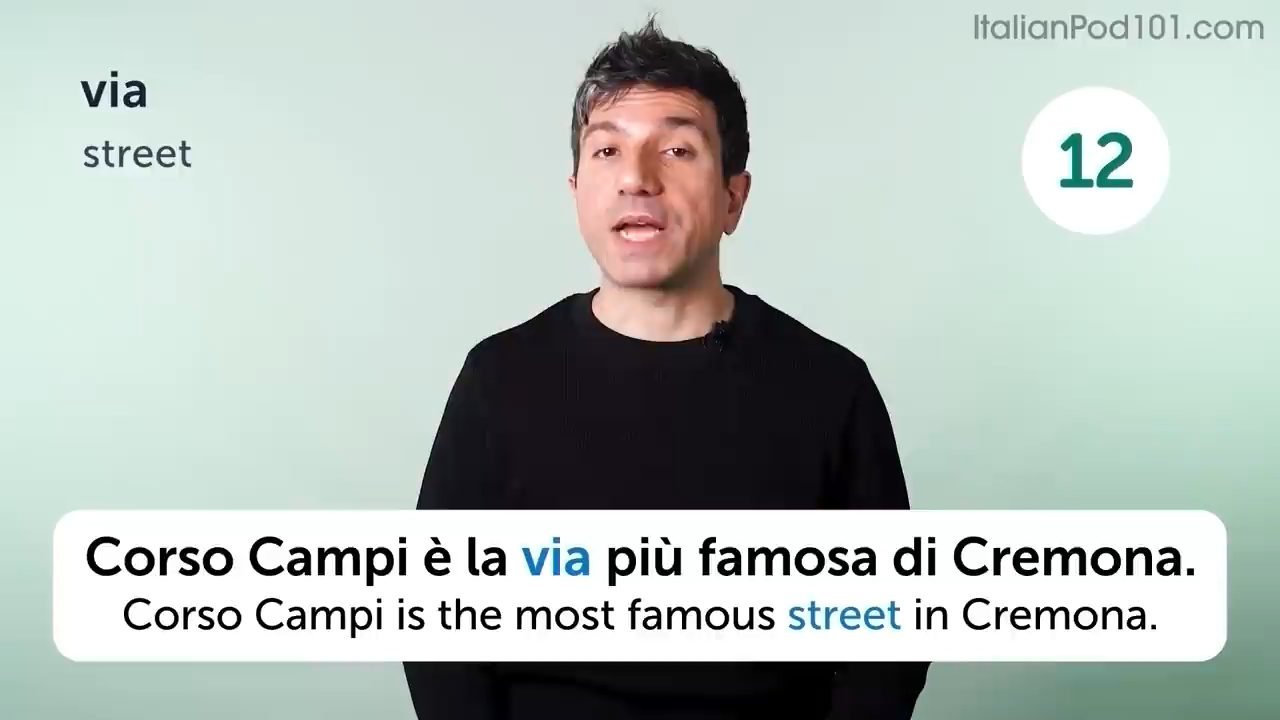 ItalianPod101.com
via
street
12
Corso Campi è la via più famosa di Cremona.
Corso Campi is the most famous street in Cremona.